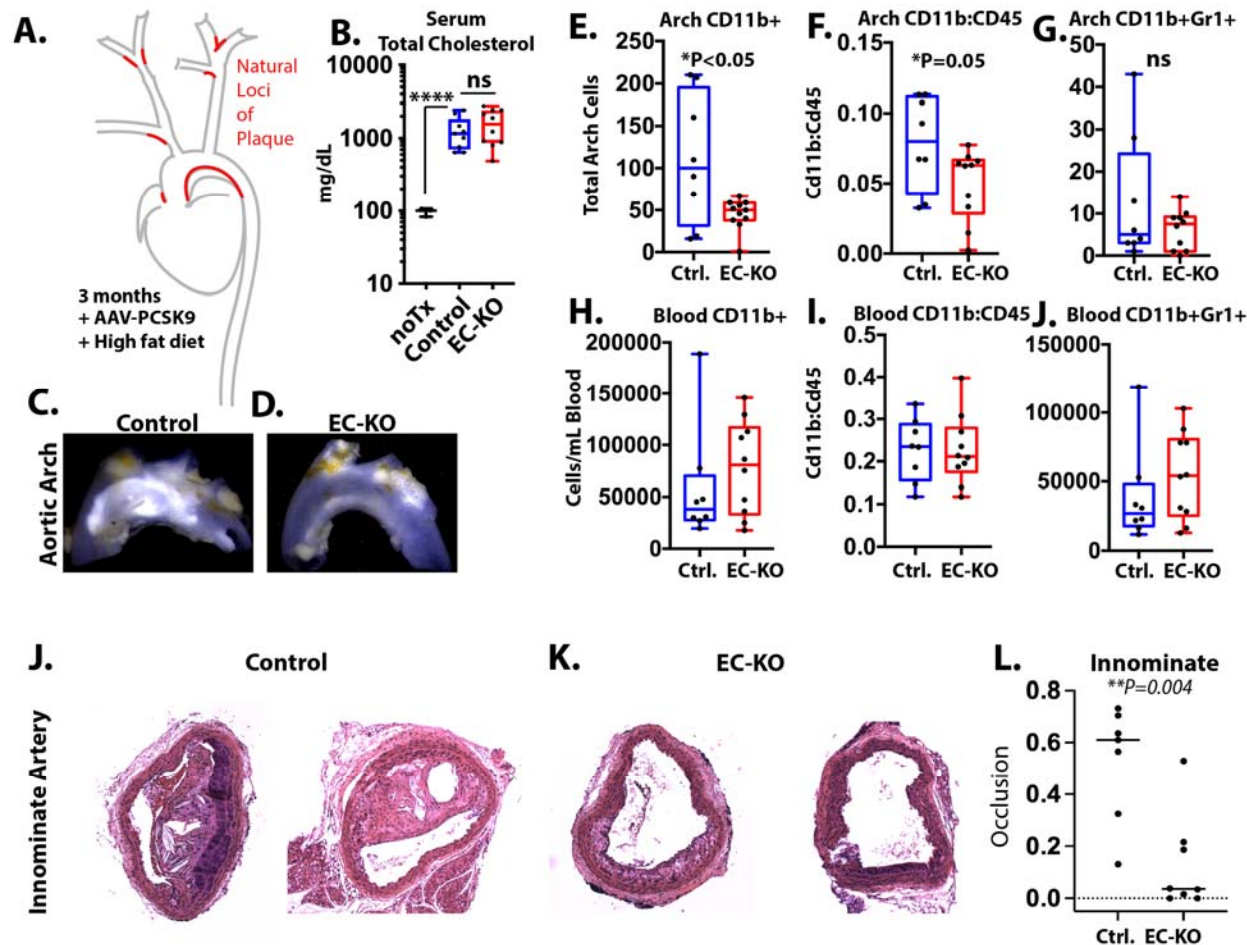 A.
Natural
Loci
of
Plaque
3 months
+ AAV-PCSK9
+ High fat diet
B.
Serum
Total Cholesterol
mg/dL
10000
1000
100
10
****
ns
noTx
Control
EC-KO
C.
Control
D.
EC-KO
Aortic Arch
E.
Arch CD11b+
Total Arch Cells
250
200
150
100
50
0
*P<0.05
Ctrl. EC-KO
F.
Arch CD11b:CD45
Cd11b:Cd45
0.15
0.10
0.05
0.00
*P=0.05
Ctrl. EC-KO
G.
Arch CD11b+Gr1+
50
40
30
20
10
0
ns
Ctrl. EC-KO
H.
Blood CD11b+
Cells/mL Blood
200000
150000
100000
50000
0
Ctrl. EC-KO
I.
Blood CD11b:CD45
Cd11b:Cd45
0.5
0.4
0.3
0.2
0.1
0.0
Ctrl. EC-KO
J.
Blood CD11b+Gr1+
150000
100000
50000
0
Ctrl. EC-KO
J.
Control
K.
EC-KO
Innominate Artery
L.
Innominate
**P=0.004
Occlusion
0.8
0.6
0.4
0.2
0.0
Ctrl. EC-KO